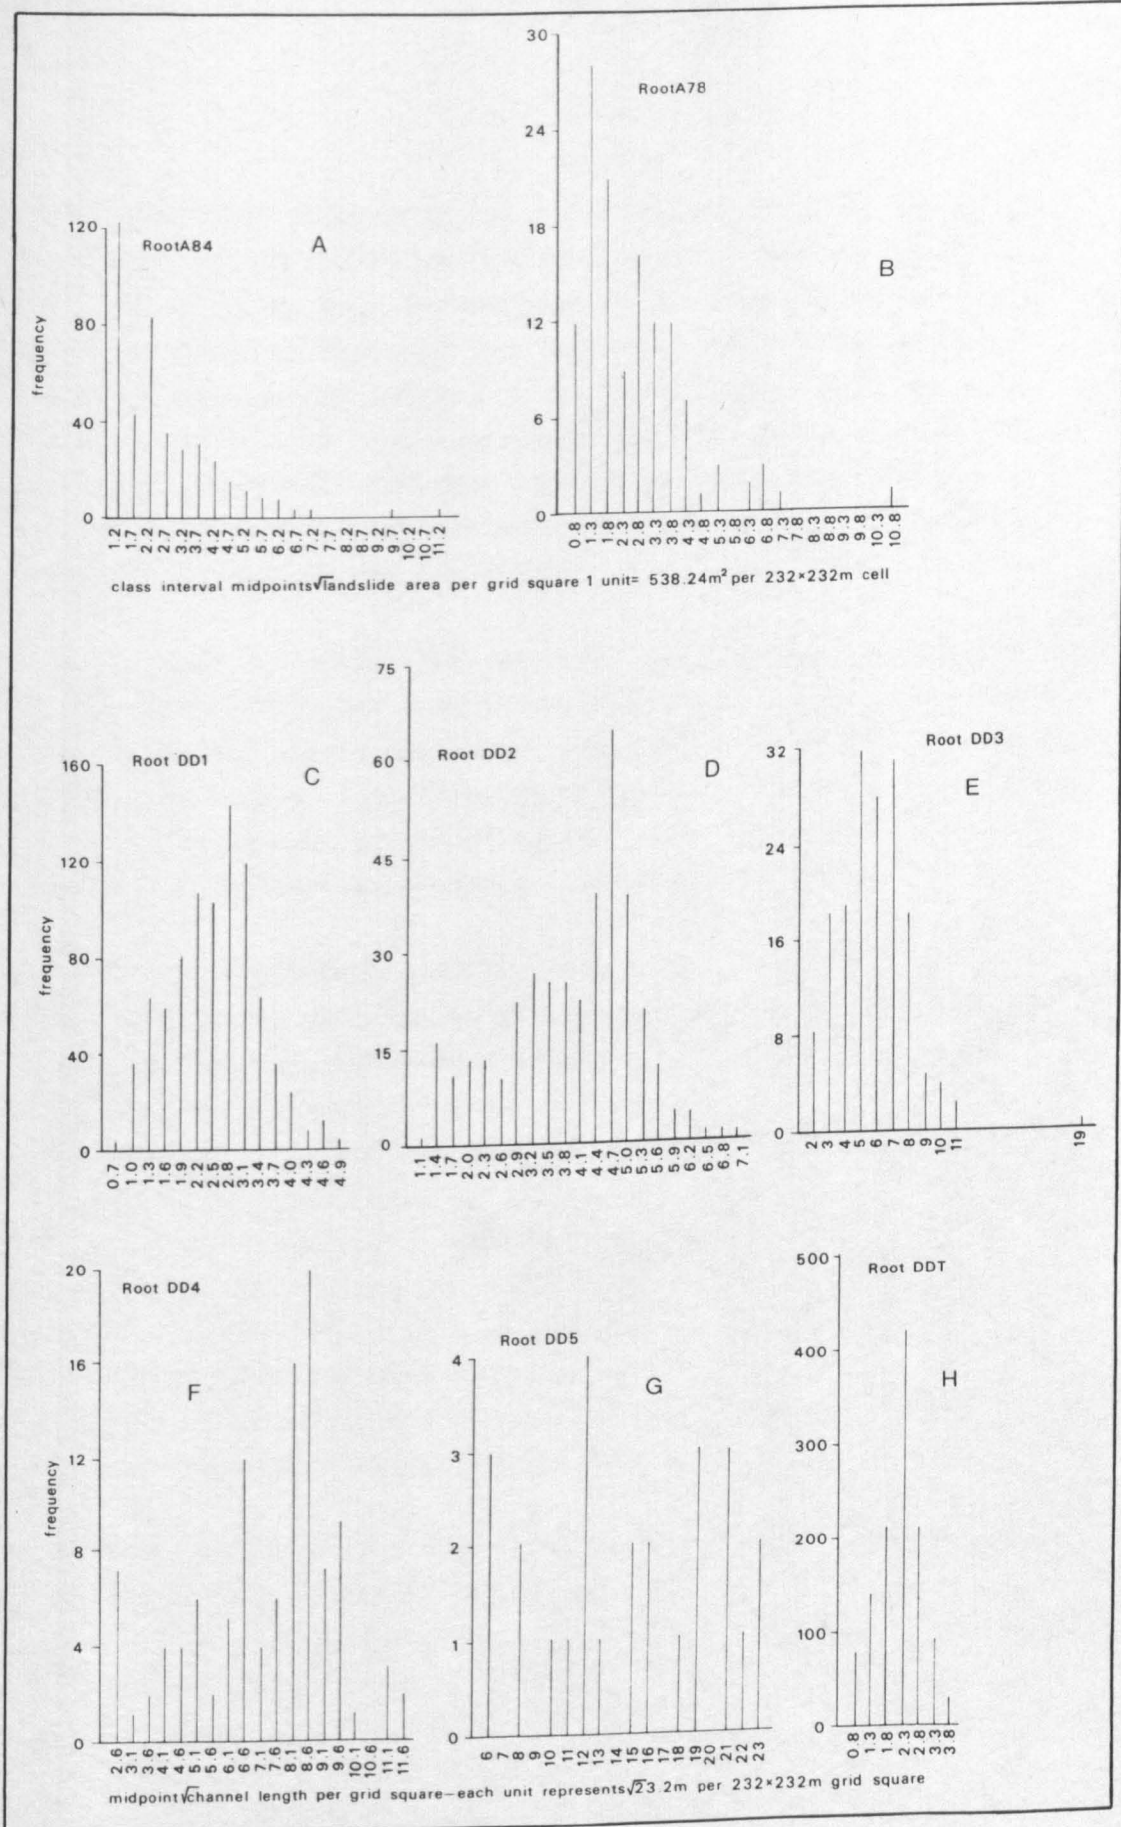 RootA84
A
frequency
120
80
40
0
1.2 1.7 2.2 2.7 3.2 3.7 4.2 4.7 5.2 5.7 6.2 6.7 7.2 7.7 8.2 8.7 9.2 9.7 10.2 10.7 11.2
RootA78
B
30
24
18
12
6
0
0.8 1.3 1.8 2.3 2.8 3.3 3.8 4.3 4.8 5.3 5.8 6.3 6.8 7.3 7.8 8.3 8.8 9.3 9.8 10.3 10.8
class interval midpoints√landslide area per grid square 1 unit= 538.24m² per 232×232m cell
Root DD1
C
frequency
160
120
80
40
0
0.7 1.0 1.3 1.6 1.9 2.2 2.5 2.8 3.1 3.4 3.7 4.0 4.3 4.6 4.9
Root DD2
D
75
60
45
30
15
0
1.1 1.4 1.7 2.0 2.3 2.6 2.9 3.2 3.5 3.8 4.1 4.4 4.7 5.0 5.3 5.6 5.9 6.2 6.5 6.8 7.1
Root DD3
E
32
24
16
8
0
2 3 4 5 6 7 8 9 10 11 19
Root DD4
F
frequency
20
16
12
8
4
0
2.6 3.1 3.6 4.1 4.6 5.1 5.6 6.1 6.6 7.1 7.6 8.1 8.6 9.1 9.6 10.1 10.6 11.1 11.6
Root DD5
G
4
3
2
1
0
6 7 8 9 10 11 12 13 14 15 16 17 18 19 20 21 22 23
Root DDT
H
500
400
300
200
100
0
0.8 1.3 1.8 2.3 2.8 3.3 3.8
midpoint√channel length per grid square–each unit represents√23.2m per 232×232m grid square